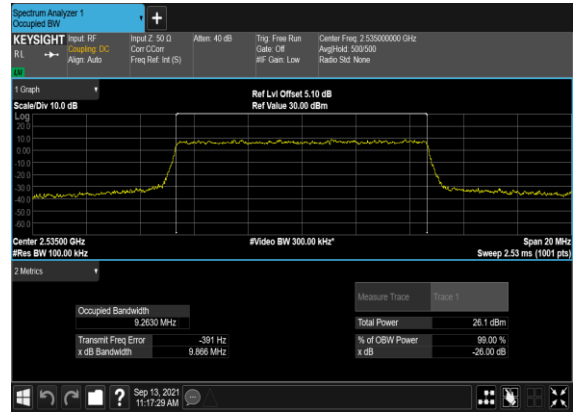 Spectrum Analyzer 1
Occupied BW
KEYSIGHT Input: RF Input Z: 50 Ω Atten: 40 dB Trig: Free Run Center Freq: 2.535000000 GHz
RL Coupling: DC Corr CCorr Gate: Off Avg|Hold: 500/500
Align: Auto Freq Ref: Int (S) #IF Gain: Low Radio Std: None
LW
1 Graph
Scale/Div 10.0 dB
Ref Lvl Offset 5.10 dB
Ref Value 30.00 dBm
Log
20.0
10.0
0.00
-10.0
-20.0
-30.0
-40.0
-50.0
-60.0
Center 2.53500 GHz #Video BW 300.00 kHz* Span 20 MHz
#Res BW 100.00 kHz Sweep 2.53 ms (1001 pts)
2 Metrics
Measure Trace Trace 1
Occupied Bandwidth
9.2630 MHz
Total Power 26.1 dBm
Transmit Freq Error -391 Hz % of OBW Power 99.00 %
x dB Bandwidth 9.866 MHz x dB -26.00 dB
?
Sep 13, 2021
11:17:29 AM